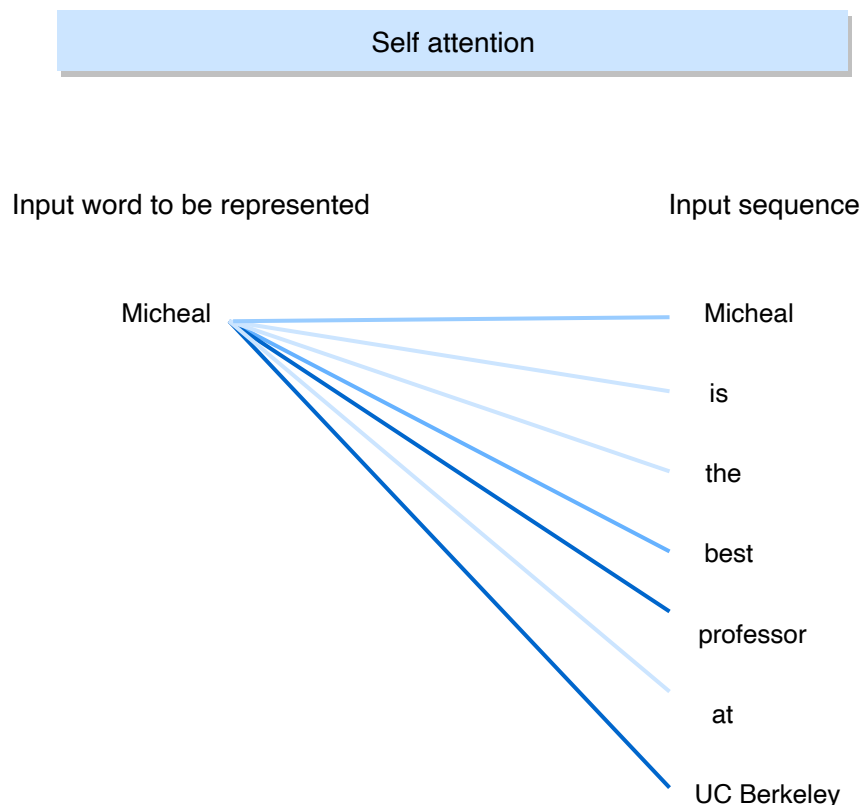 Self attention
Input word to be represented
Input sequence
Micheal
Micheal
is
the
best
professor
at
UC Berkeley